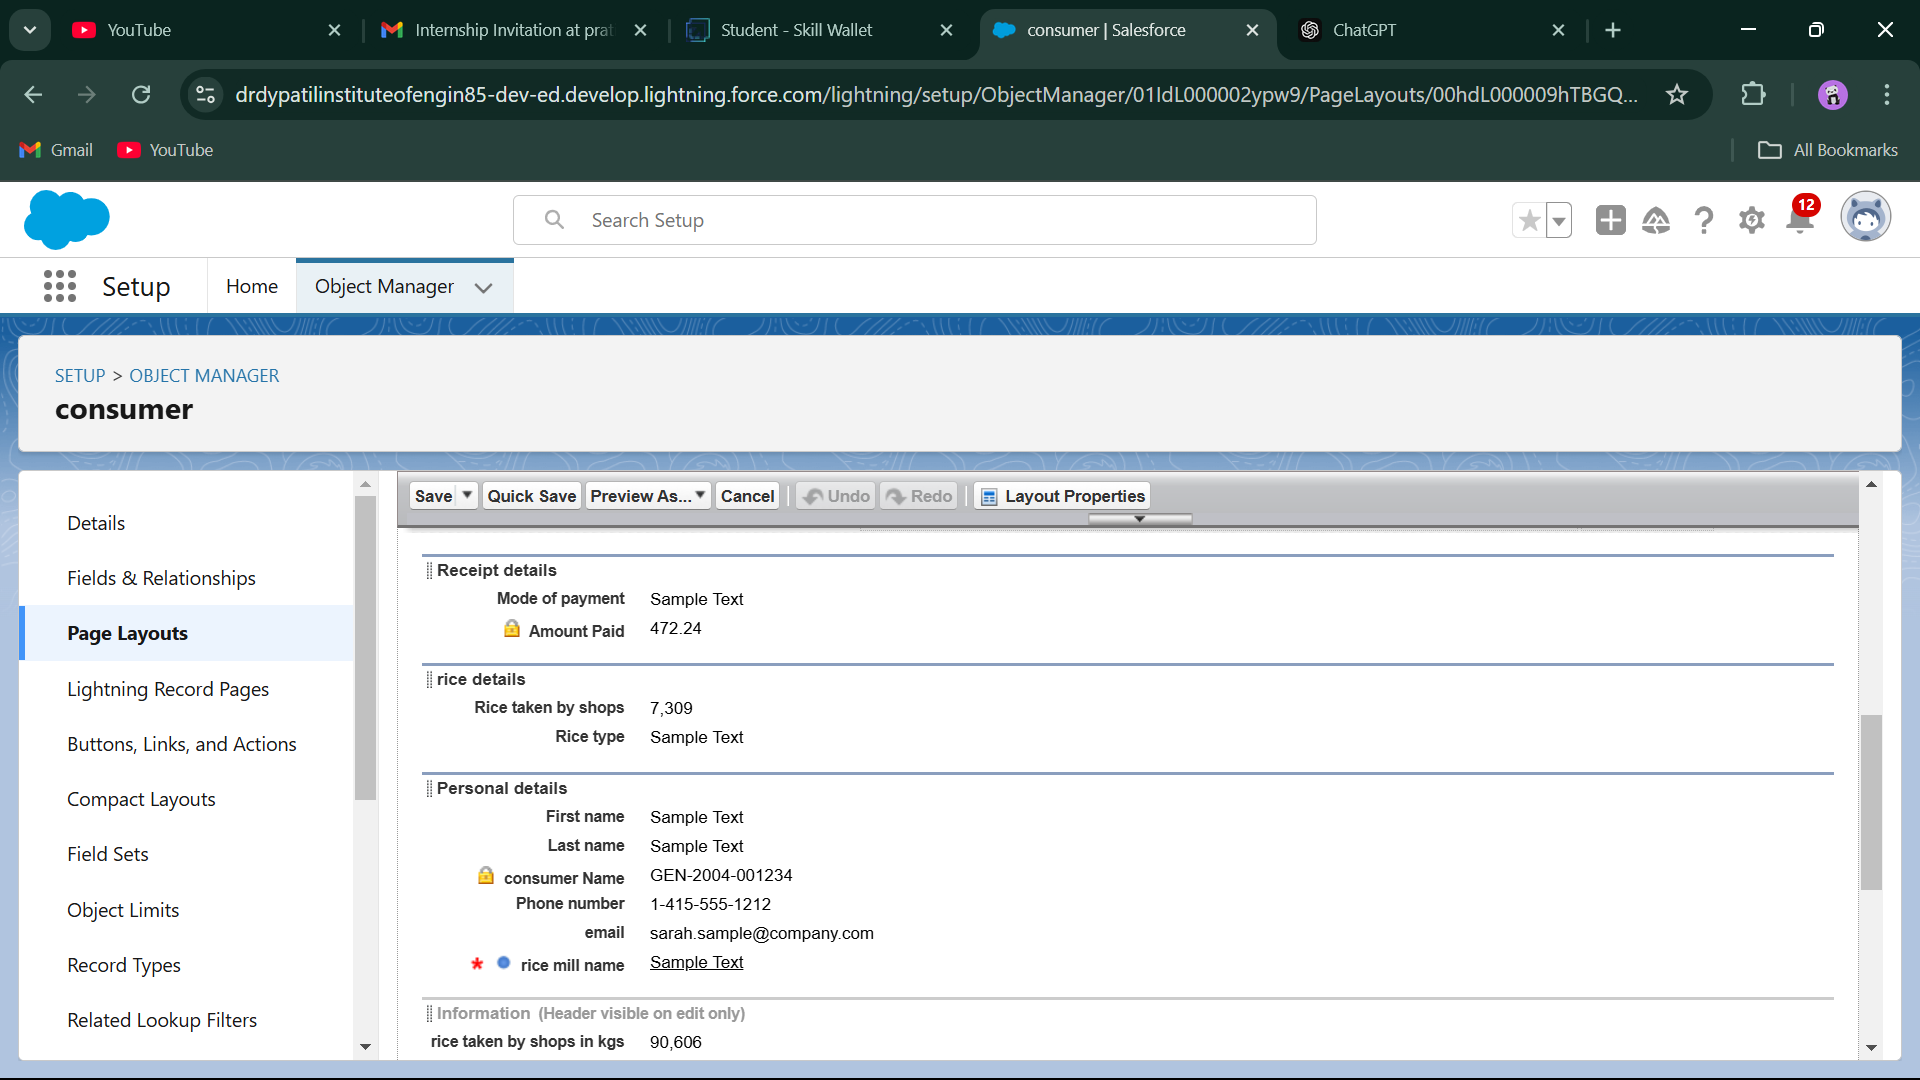 YouTube
Internship Invitation at prat
Student - Skill Wallet
consumer | Salesforce
ChatGPT
drdypatilinstituteofengin85-dev-ed.develop.lightning.force.com/lightning/setup/ObjectManager/01IdL000002ypw9/PageLayouts/00hdL000009hTBGQ...
Gmail
YouTube
All Bookmarks
Search Setup
12
Setup
Home
Object Manager
SETUP > OBJECT MANAGER
consumer
Details
Fields & Relationships
Page Layouts
Lightning Record Pages
Buttons, Links, and Actions
Compact Layouts
Field Sets
Object Limits
Record Types
Related Lookup Filters
Save Quick Save Preview As... Cancel Undo Redo Layout Properties
Receipt details
Mode of payment Sample Text
Amount Paid 472.24
rice details
Rice taken by shops 7,309
Rice type Sample Text
Personal details
First name Sample Text
Last name Sample Text
consumer Name GEN-2004-001234
Phone number 1-415-555-1212
email sarah.sample@company.com
* rice mill name Sample Text
Information (Header visible on edit only)
rice taken by shops in kgs 90,606